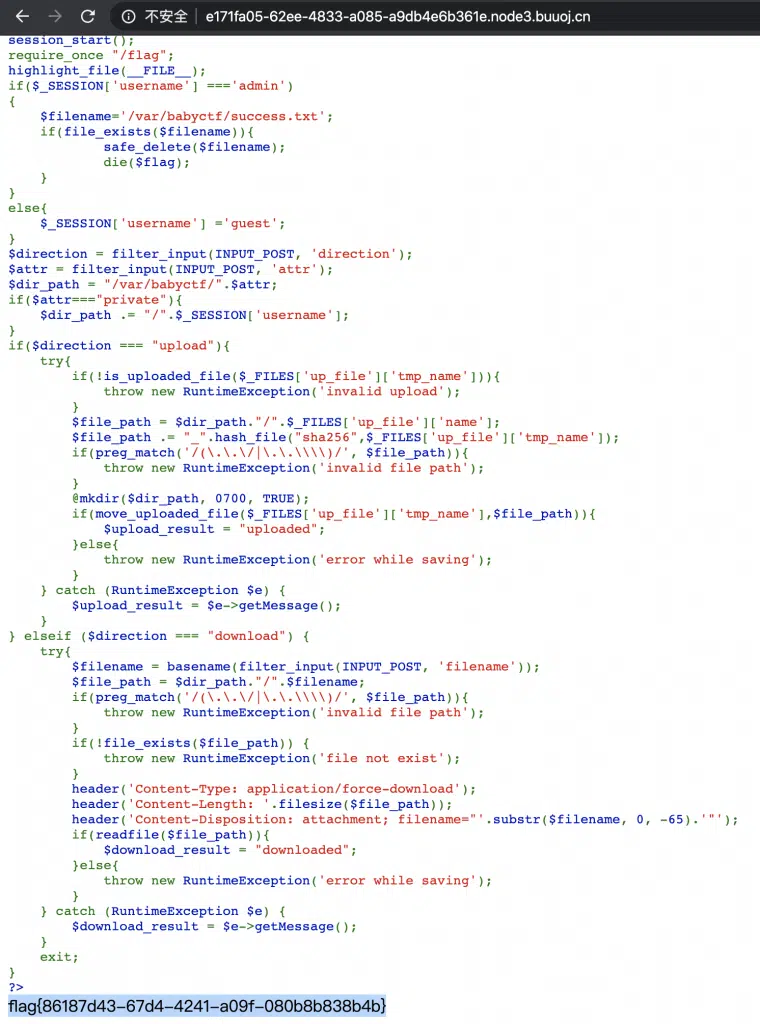 不安全 e171fa05-62ee-4833-a085-a9db4e6b361e.node3.buuoj.cn
session_start();
require_once "/flag";
highlight_file(__FILE__);
if($_SESSION['username'] ==='admin')
{
    $filename='/var/babyctf/success.txt';
    if(file_exists($filename)){
            safe_delete($filename);
            die($flag);
    }
}
else{
    $_SESSION['username'] ='guest';
}
$direction = filter_input(INPUT_POST, 'direction');
$attr = filter_input(INPUT_POST, 'attr');
$dir_path = "/var/babyctf/".$attr;
if($attr==="private"){
    $dir_path .= "/".$_SESSION['username'];
}
if($direction === "upload"){
    try{
        if(!is_uploaded_file($_FILES['up_file']['tmp_name'])){
            throw new RuntimeException('invalid upload');
        }
        $file_path = $dir_path."/".$_FILES['up_file']['name'];
        $file_path .= "_".hash_file("sha256",$_FILES['up_file']['tmp_name']);
        if(preg_match('/(\.\.\/|\.\.\\\\)/', $file_path)){
            throw new RuntimeException('invalid file path');
        }
        @mkdir($dir_path, 0700, TRUE);
        if(move_uploaded_file($_FILES['up_file']['tmp_name'],$file_path)){
            $upload_result = "uploaded";
        }else{
            throw new RuntimeException('error while saving');
        }
    } catch (RuntimeException $e) {
        $upload_result = $e->getMessage();
    }
} elseif ($direction === "download") {
    try{
        $filename = basename(filter_input(INPUT_POST, 'filename'));
        $file_path = $dir_path."/".$filename;
        if(preg_match('/(\.\.\/|\.\.\\\\)/', $file_path)){
            throw new RuntimeException('invalid file path');
        }
        if(!file_exists($file_path)) {
            throw new RuntimeException('file not exist');
        }
        header('Content-Type: application/force-download');
        header('Content-Length: '.filesize($file_path));
        header('Content-Disposition: attachment; filename="'.substr($filename, 0, -65).'"');
        if(readfile($file_path)){
            $download_result = "downloaded";
        }else{
            throw new RuntimeException('error while saving');
        }
    } catch (RuntimeException $e) {
        $download_result = $e->getMessage();
    }
    exit;
}
?>
flag{86187d43-67d4-4241-a09f-080b8b838b4b}